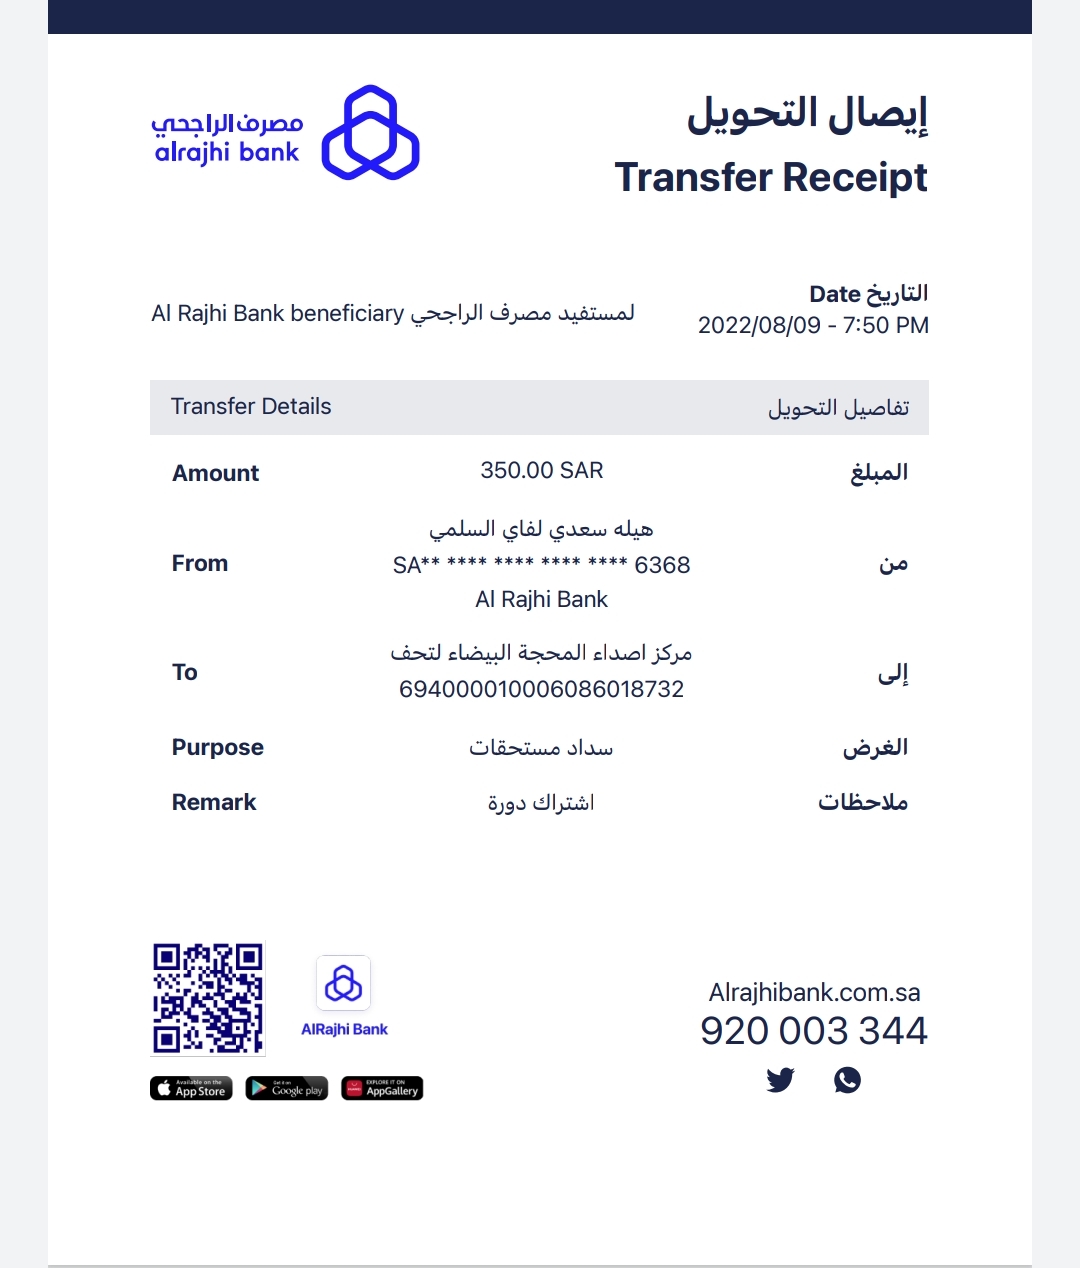 إيصال التحويل
Transfer Receipt
مصرف الراجحي
alrajhi bank
التاريخ Date
2022/08/09 - 7:50 PM
Al Rajhi Bank beneficiary لمستفيد مصرف الراجحي
Transfer Details تفاصيل التحويل
Amount 350.00 SAR المبلغ
هيله سعدي لفاي السلمي
From SA** **** **** **** **** 6368 من
Al Rajhi Bank
مركز اصداء المحجة البيضاء لتحف
To 694000010006086018732 إلى
Purpose سداد مستحقات الغرض
Remark اشتراك دورة ملاحظات
AlRajhi Bank
Available on the App Store
Get it on Google play
EXPLORE IT ON AppGallery
Alrajhibank.com.sa
920 003 344